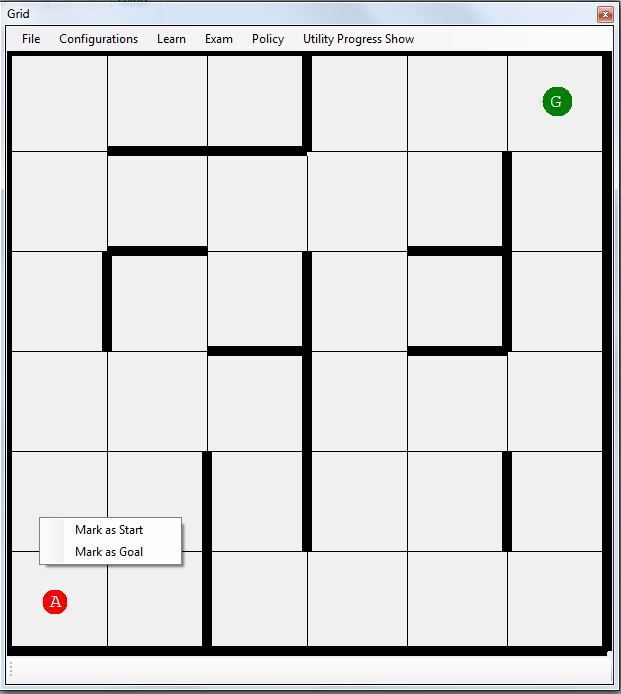 Grid
File Configurations Learn Exam Policy Utility Progress Show
G
Mark as Start
Mark as Goal
A